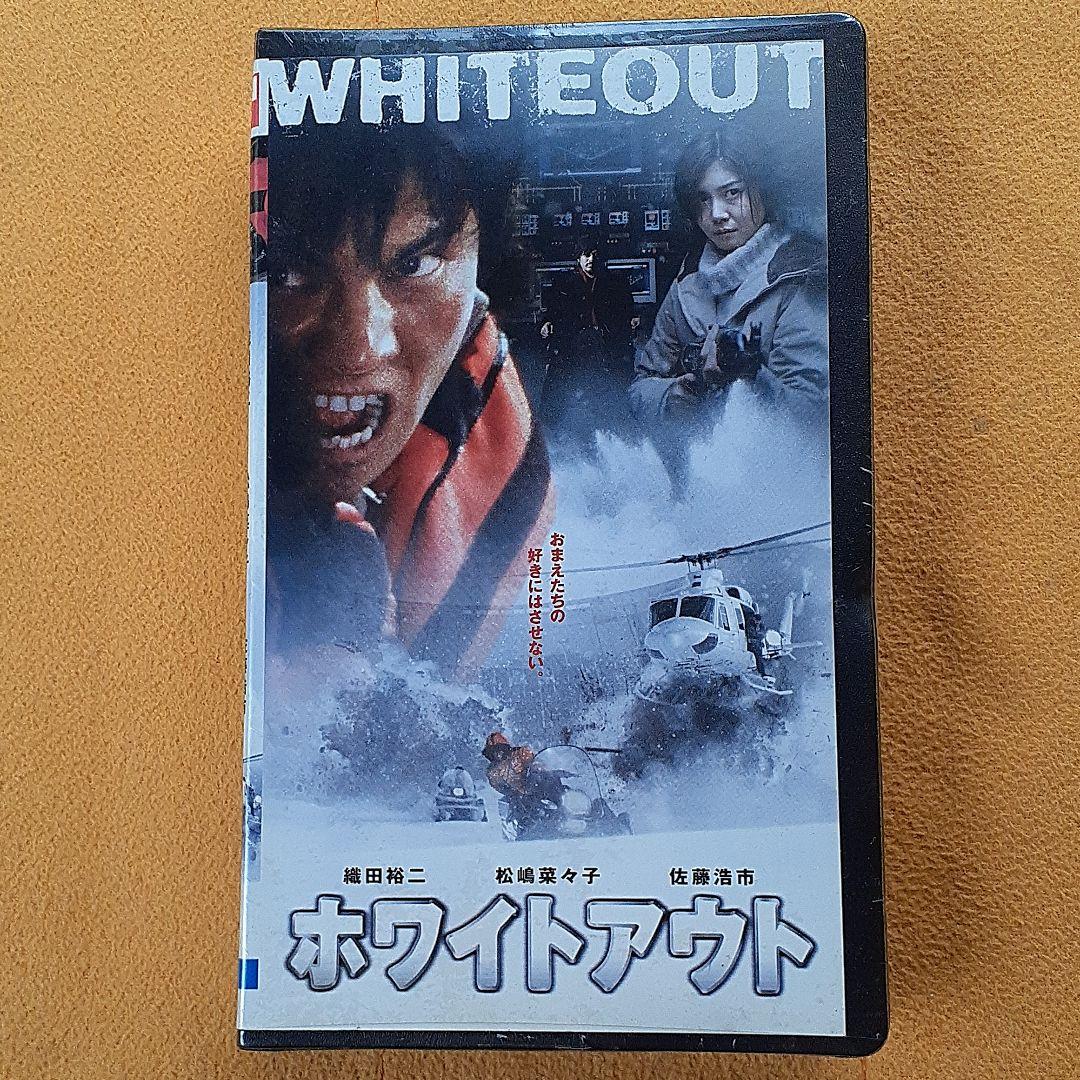 WHITEOUT
おまえたちの
好きにはさせない。
織田裕二 松嶋菜々子 佐藤浩市
ホワイトアウト